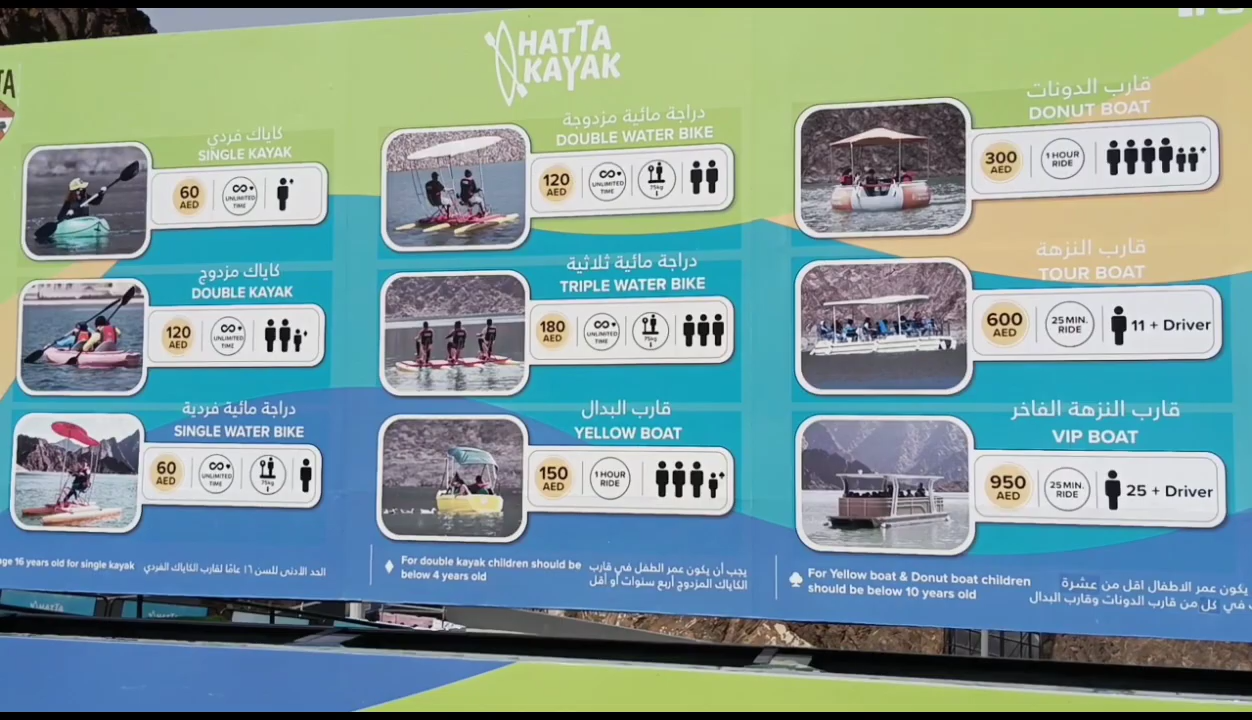 HATTA
KAYAK
كاياك فردي
SINGLE KAYAK
60
AED
UNLIMITED
TIME
كاياك مزدوج
DOUBLE KAYAK
120
AED
UNLIMITED
TIME
دراجة مائية فردية
SINGLE WATER BIKE
60
AED
UNLIMITED
TIME
75kg
age 16 years old for single kayak
الحد الأدنى للسن ١٦ عامًا لقارب الكاياك الفردي
دراجة مائية مزدوجة
DOUBLE WATER BIKE
120
AED
UNLIMITED
TIME
75kg
دراجة مائية ثلاثية
TRIPLE WATER BIKE
180
AED
UNLIMITED
TIME
75kg
قارب البدال
YELLOW BOAT
150
AED
1 HOUR
RIDE
For double kayak children should be
below 4 years old
يجب أن يكون عمر الطفل في قارب
الكاياك المزدوج أربع سنوات أو أقل
قارب الدونات
DONUT BOAT
300
AED
1 HOUR
RIDE
قارب النزهة
TOUR BOAT
600
AED
25 MIN.
RIDE
11 + Driver
قارب النزهة الفاخر
VIP BOAT
950
AED
25 MIN.
RIDE
25 + Driver
For Yellow boat & Donut boat children
should be below 10 years old
يكون عمر الاطفال اقل من عشرة
في كل من قارب الدونات وقارب البدال